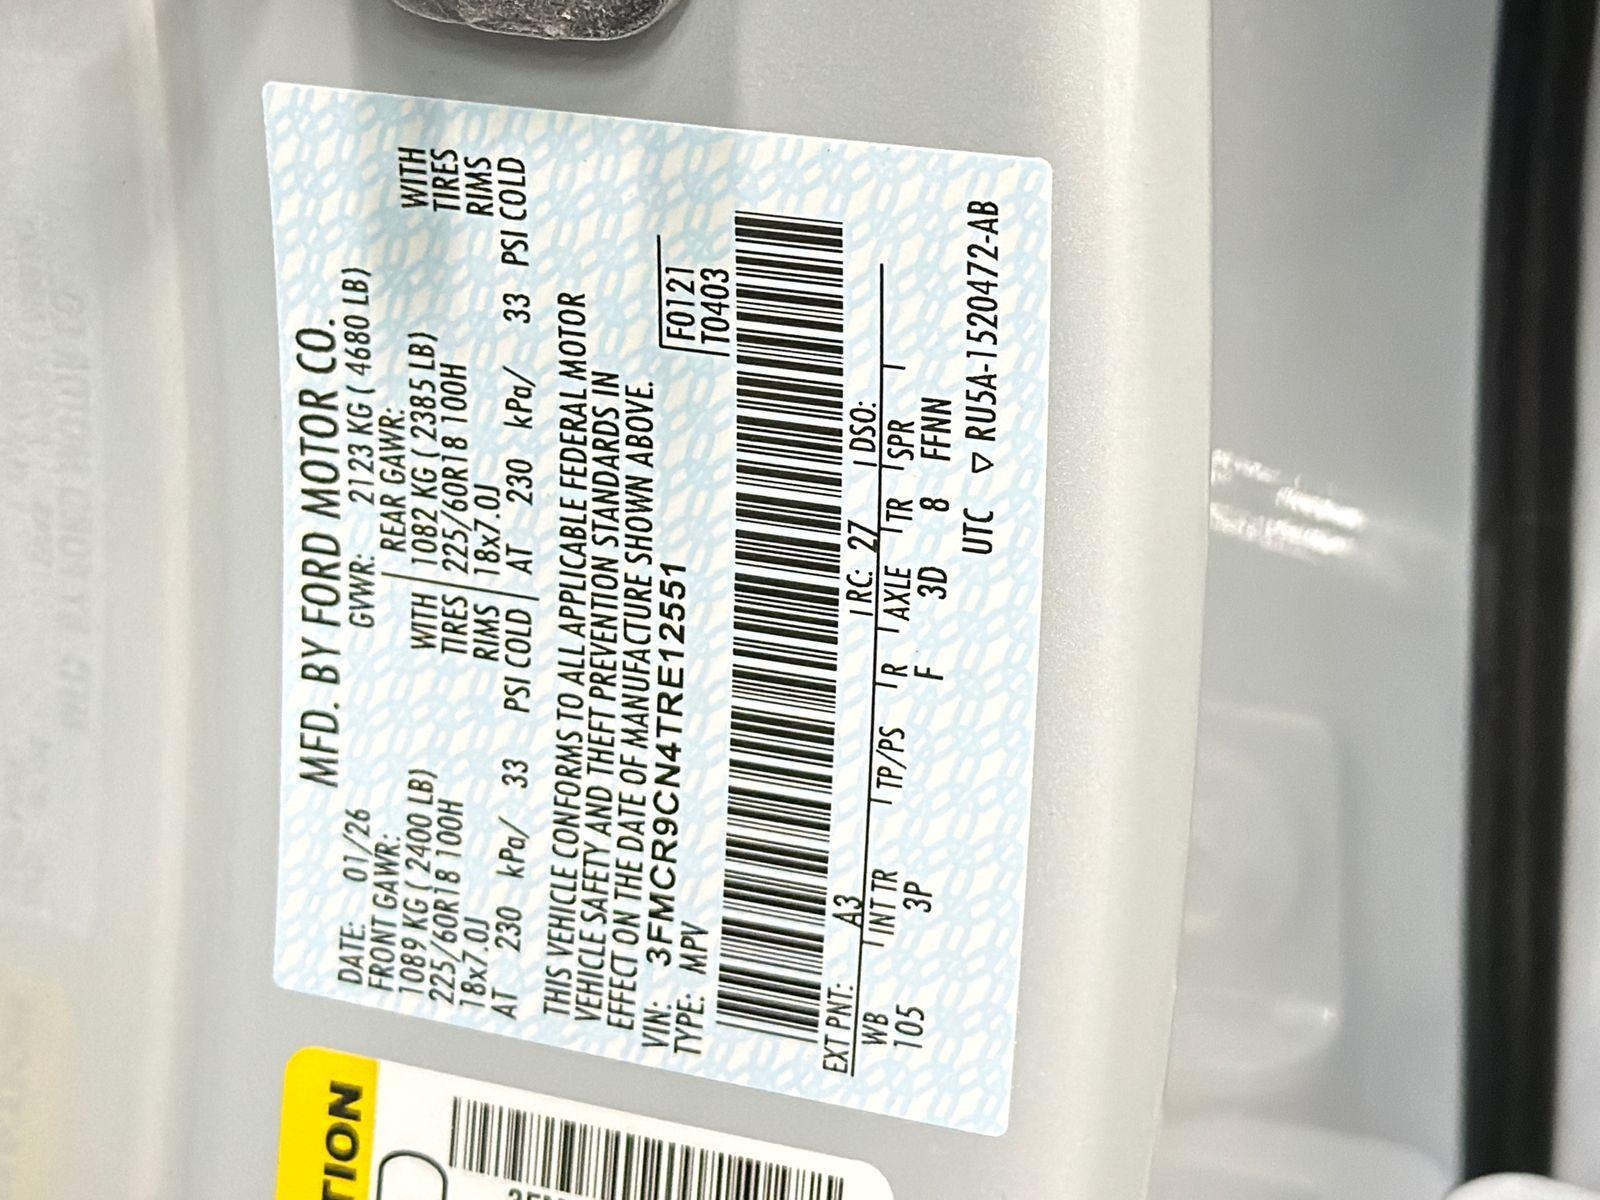 MFD. BY FORD MOTOR CO.
DATE: 01/26 GVWR: 2123 KG ( 4680 LB)
FRONT GAWR: REAR GAWR:
1089 KG ( 2400 LB) WITH 1082 KG ( 2385 LB) WITH
225/60R18 100H TIRES 225/60R18 100H TIRES
18x7.0J RIMS 18x7.0J RIMS
AT 230 kPa/ 33 PSI COLD AT 230 kPa/ 33 PSI COLD
THIS VEHICLE CONFORMS TO ALL APPLICABLE FEDERAL MOTOR
VEHICLE SAFETY AND THEFT PREVENTION STANDARDS IN
EFFECT ON THE DATE OF MANUFACTURE SHOWN ABOVE.
VIN: 3FMCR9CN4TRE12551 F0121
TYPE: MPV T0403
EXT PNT: A3 RC: 27 DSO:
WB INT TR TP/PS R AXLE TR SPR
105 3P F 3D 8 FFNN
UTC ▽ RU5A-1520472-AB
TION